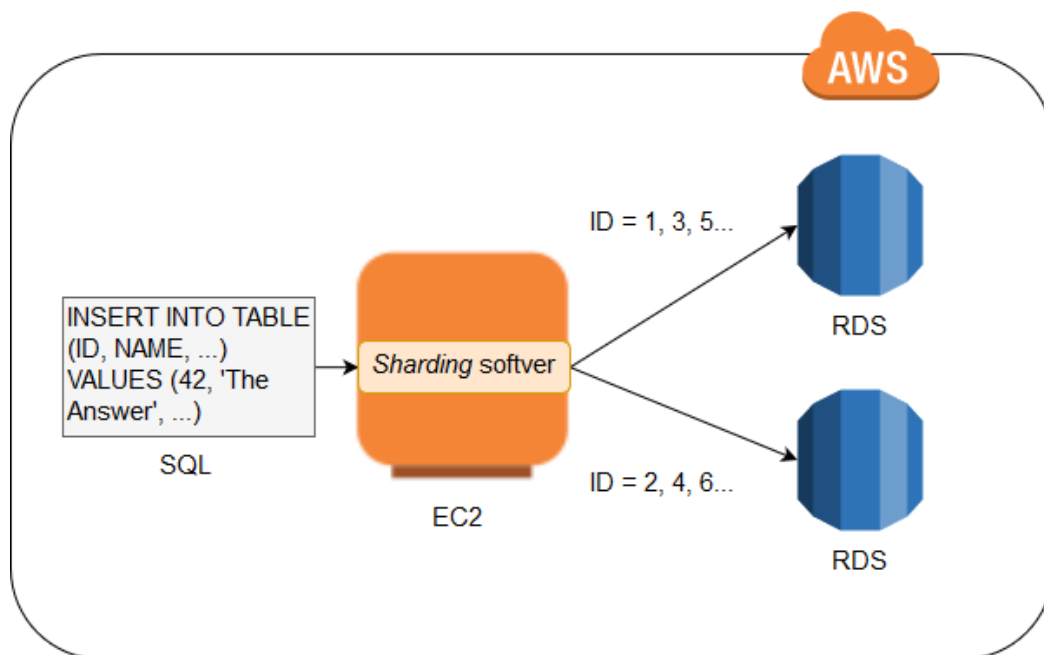 AWS
ID = 1, 3, 5...
RDS
INSERT INTO TABLE
(ID, NAME, ...)
VALUES (42, 'The
Answer', ...)
SQL
Sharding softver
EC2
ID = 2, 4, 6...
RDS